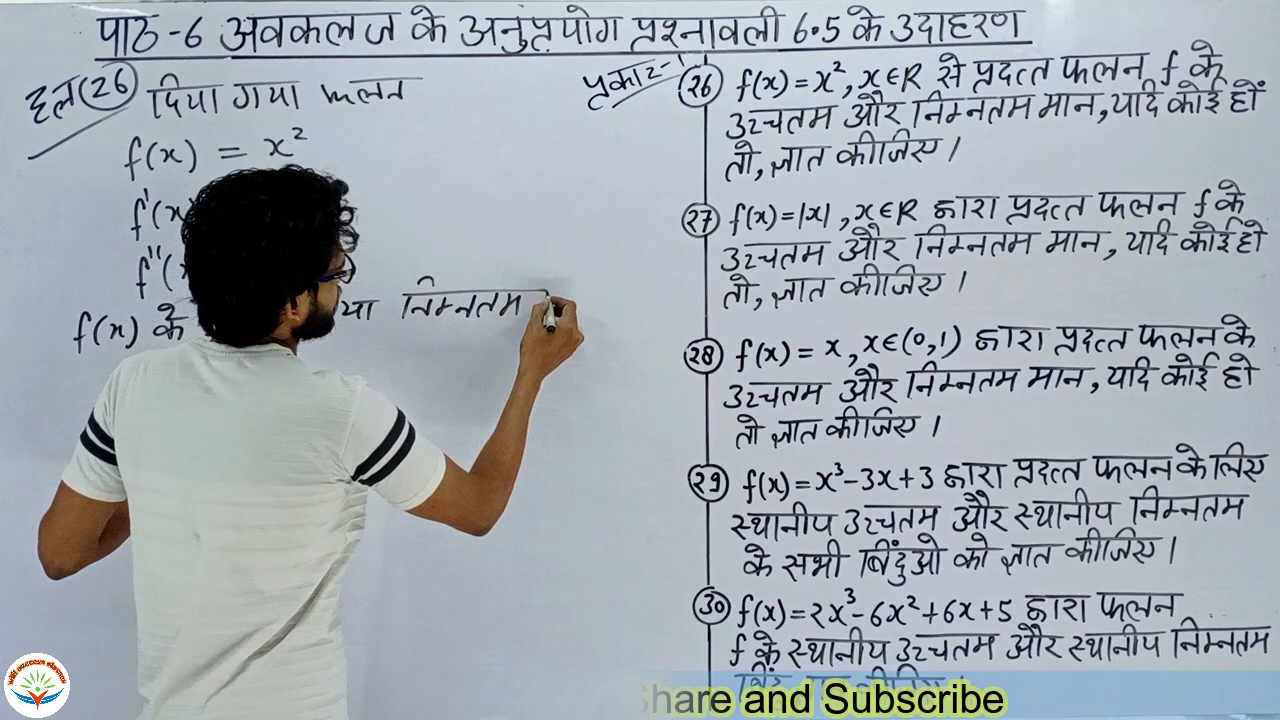 पाठ-6 अवकलज के अनुप्रयोग प्रश्नावली 6.5 के उदाहरण
हल (26) दिया गया फलन
f(x) = x²
f'(x
f''(x
f(x) के या निम्नतम
प्रकार-1
(26) f(x) = x², x∈R से प्रदत्त फलन f के
उच्चतम और निम्नतम मान, यदि कोई हों
तो, ज्ञात कीजिए।
(27) f(x)=|x|, x∈R द्वारा प्रदत्त फलन f के
उच्चतम और निम्नतम मान, यदि कोई हो
तो, ज्ञात कीजिए।
(28) f(x) = x, x∈(0,1) द्वारा प्रदत्त फलन के
उच्चतम और निम्नतम मान, यदि कोई हो
तो ज्ञात कीजिए।
(29) f(x)=x³-3x+3 द्वारा प्रदत्त फलन के लिए
स्थानीय उच्चतम और स्थानीय निम्नतम
के सभी बिंदुओ को ज्ञात कीजिए।
(30) f(x)=2x³-6x²+6x+5 द्वारा फलन
f के स्थानीय उच्चतम और स्थानीय निम्नतम
Share and Subscribe